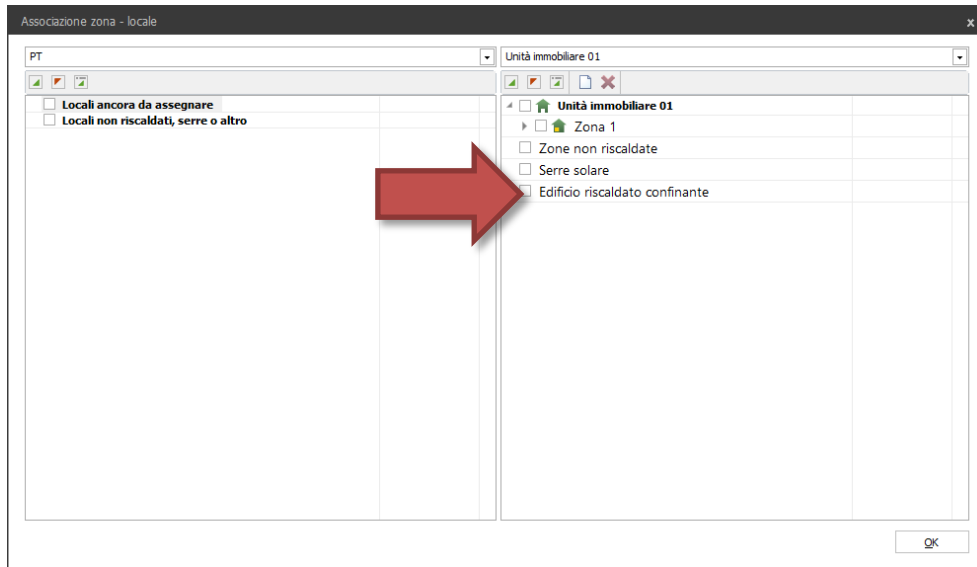 Associazione zona - locale
x
PT
Unità immobiliare 01
Locali ancora da assegnare
Locali non riscaldati, serre o altro
Unità immobiliare 01
Zona 1
Zone non riscaldate
Serre solare
Edificio riscaldato confinante
OK